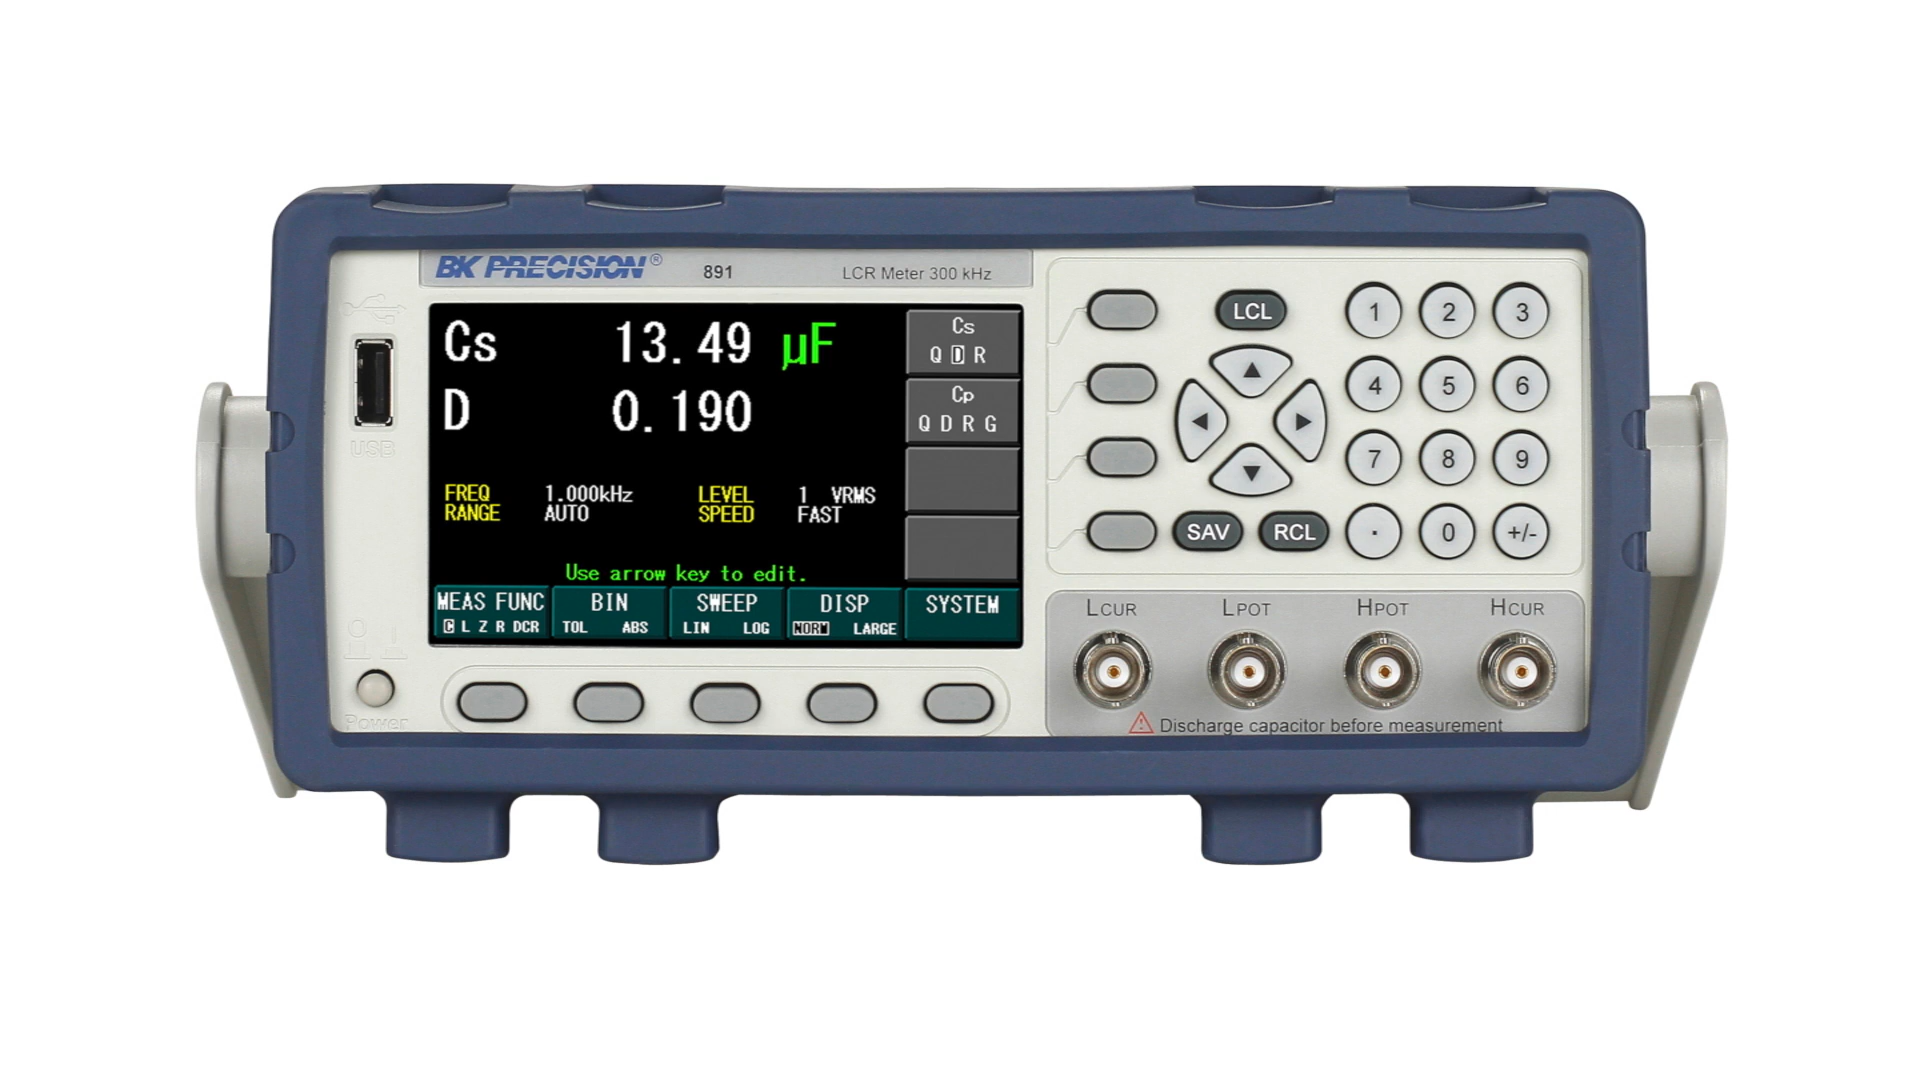 BK PRECISION® 891 LCR Meter 300 kHz
USB
Power
Cs 13.49 µF
D 0.190
FREQ 1.000kHz LEVEL 1 VRMS
RANGE AUTO SPEED FAST
Use arrow key to edit.
Cs
Q D R
Cp
Q D R G
MEAS FUNC BIN SWEEP DISP SYSTEM
C L Z R DCR TOL ABS LIN LOG NORM LARGE
LCL
1 2 3
4 5 6
7 8 9
SAV RCL . 0 +/-
LCUR LPOT HPOT HCUR
Discharge capacitor before measurement